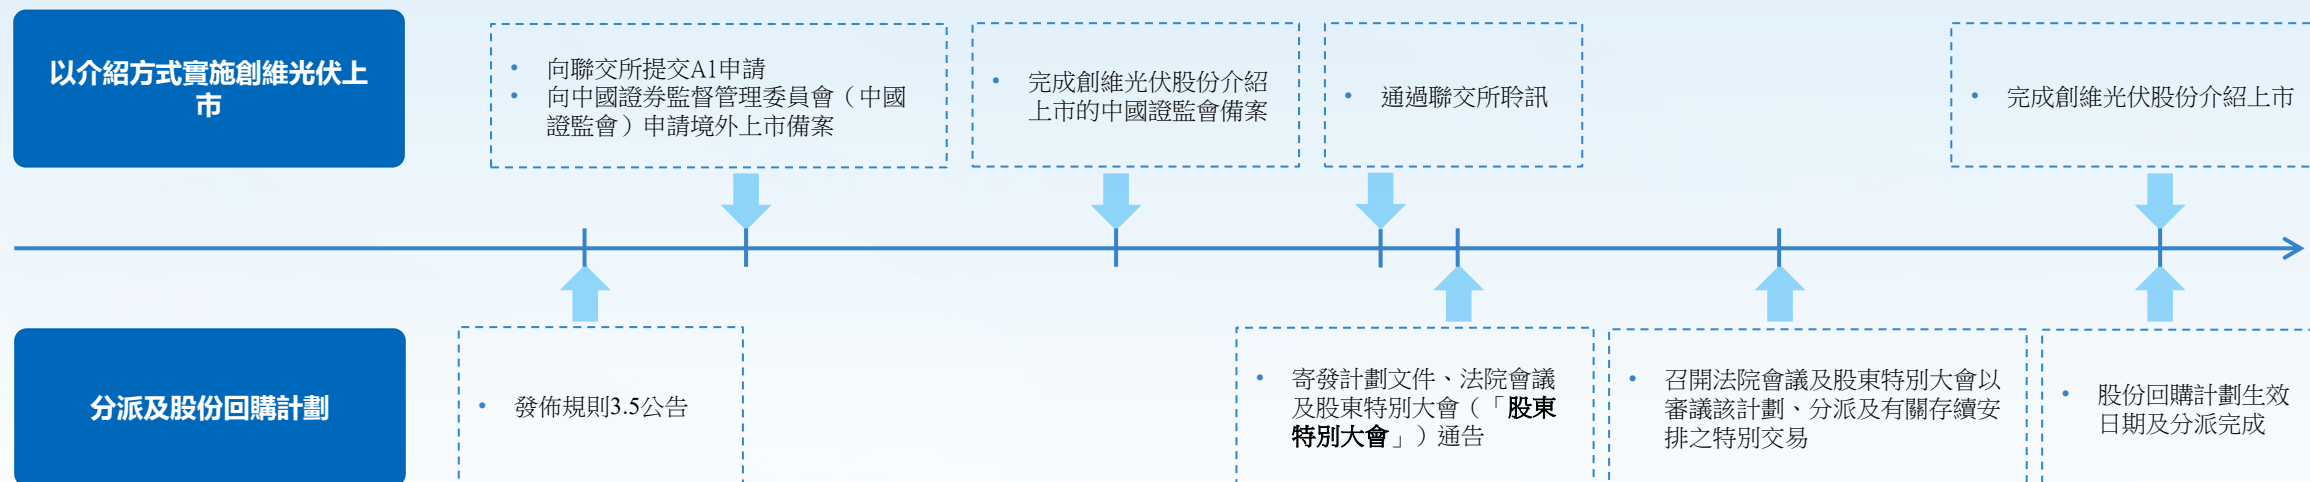 以介紹方式實施創維光伏上
市
• 向聯交所提交A1申請
• 向中國證券監督管理委員會（中國
證監會）申請境外上市備案
• 完成創維光伏股份介紹
上市的中國證監會備案
• 通過聯交所聆訊
• 完成創維光伏股份介紹上市
分派及股份回購計劃
• 發佈規則3.5公告
• 寄發計劃文件、法院會議
及股東特別大會（「股東
特別大會」）通告
• 召開法院會議及股東特別大會以
審議該計劃、分派及有關存續安
排之特別交易
• 股份回購計劃生效
日期及分派完成